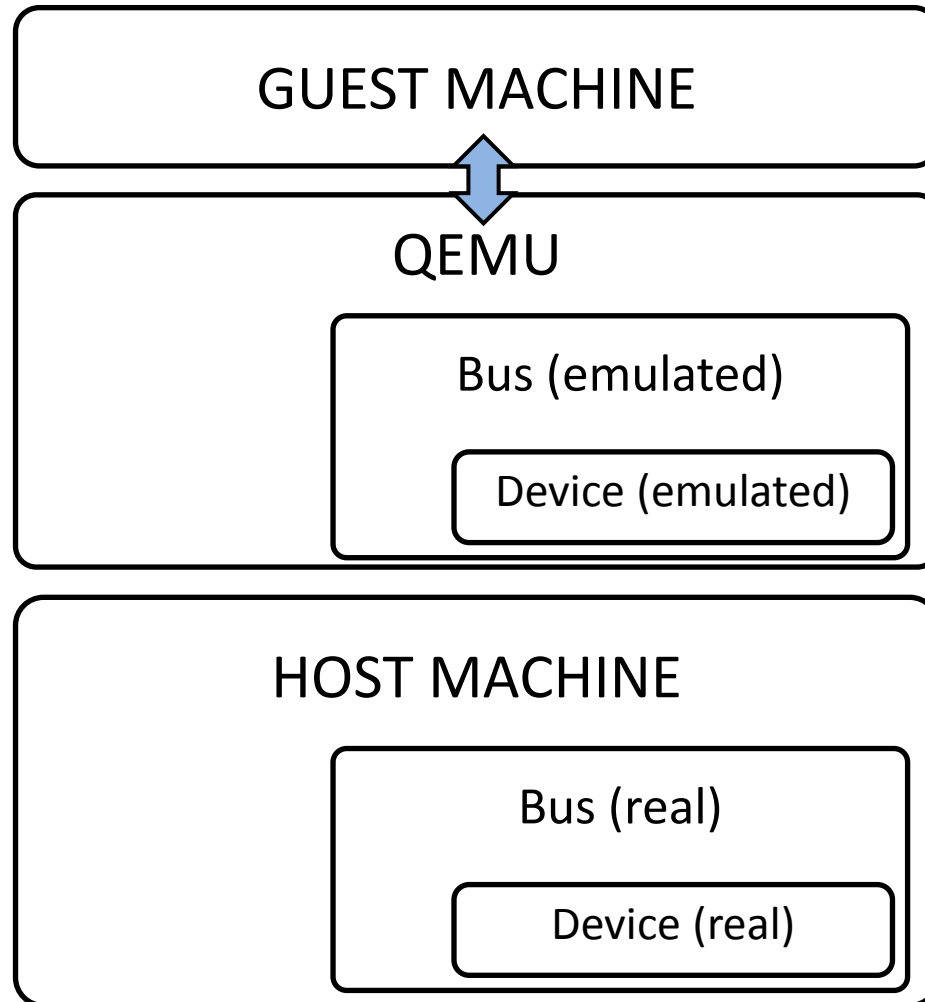 GUEST MACHINE
QEMU
Bus (emulated)
Device (emulated)
HOST MACHINE
Bus (real)
Device (real)